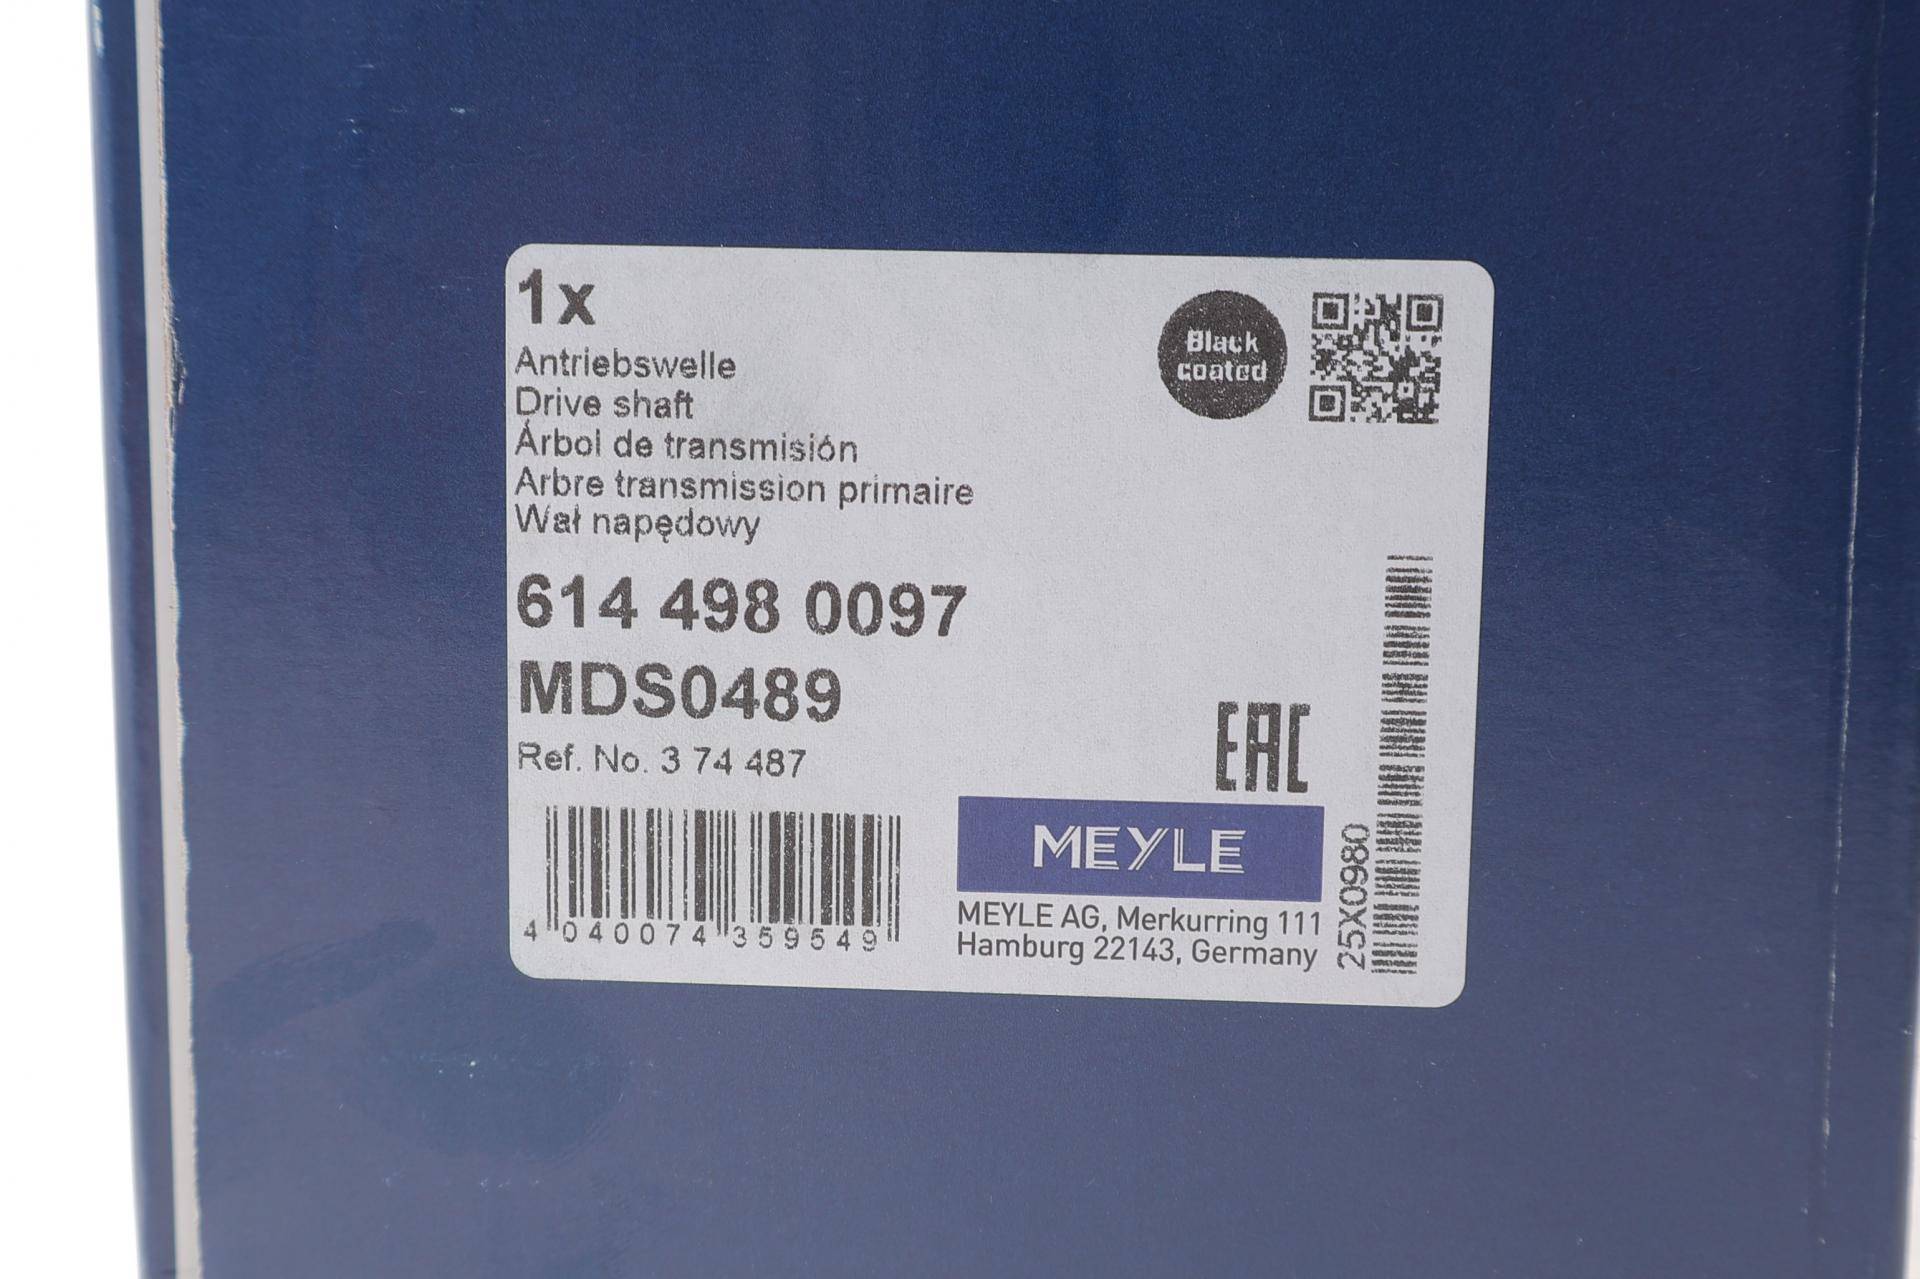 1x
Black
coated
Antriebswelle
Drive shaft
Árbol de transmisión
Arbre transmission primaire
Wał napędowy
614 498 0097
MDS0489
Ref. No. 3 74 487
EAC
MEYLE
MEYLE AG, Merkurring 111
Hamburg 22143, Germany
4 040074 359549
25X0980